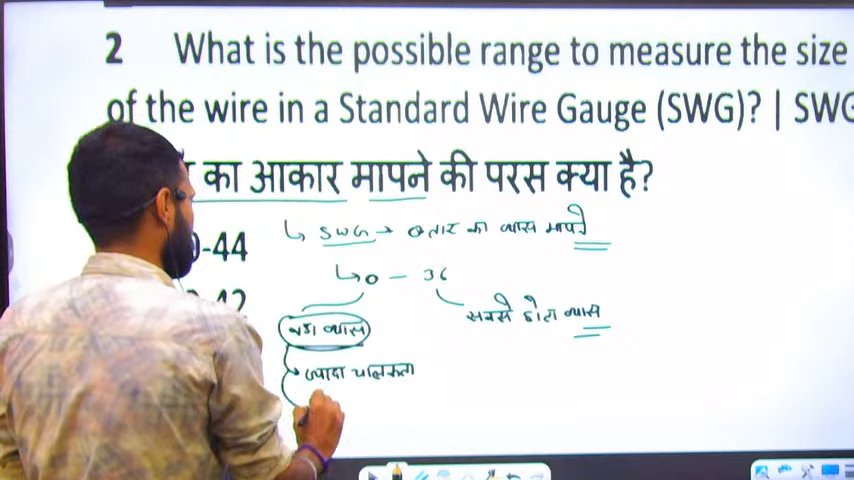 2 What is the possible range to measure the size
of the wire in a Standard Wire Gauge (SWG)? | SWG
का आकार मापने की परस क्या है?
-44
↳ SWG → तार का व्यास मापने
↳ 0 – 36
बड़ा व्यास
सबसे छोटा व्यास
→ ज्यादा चालकता